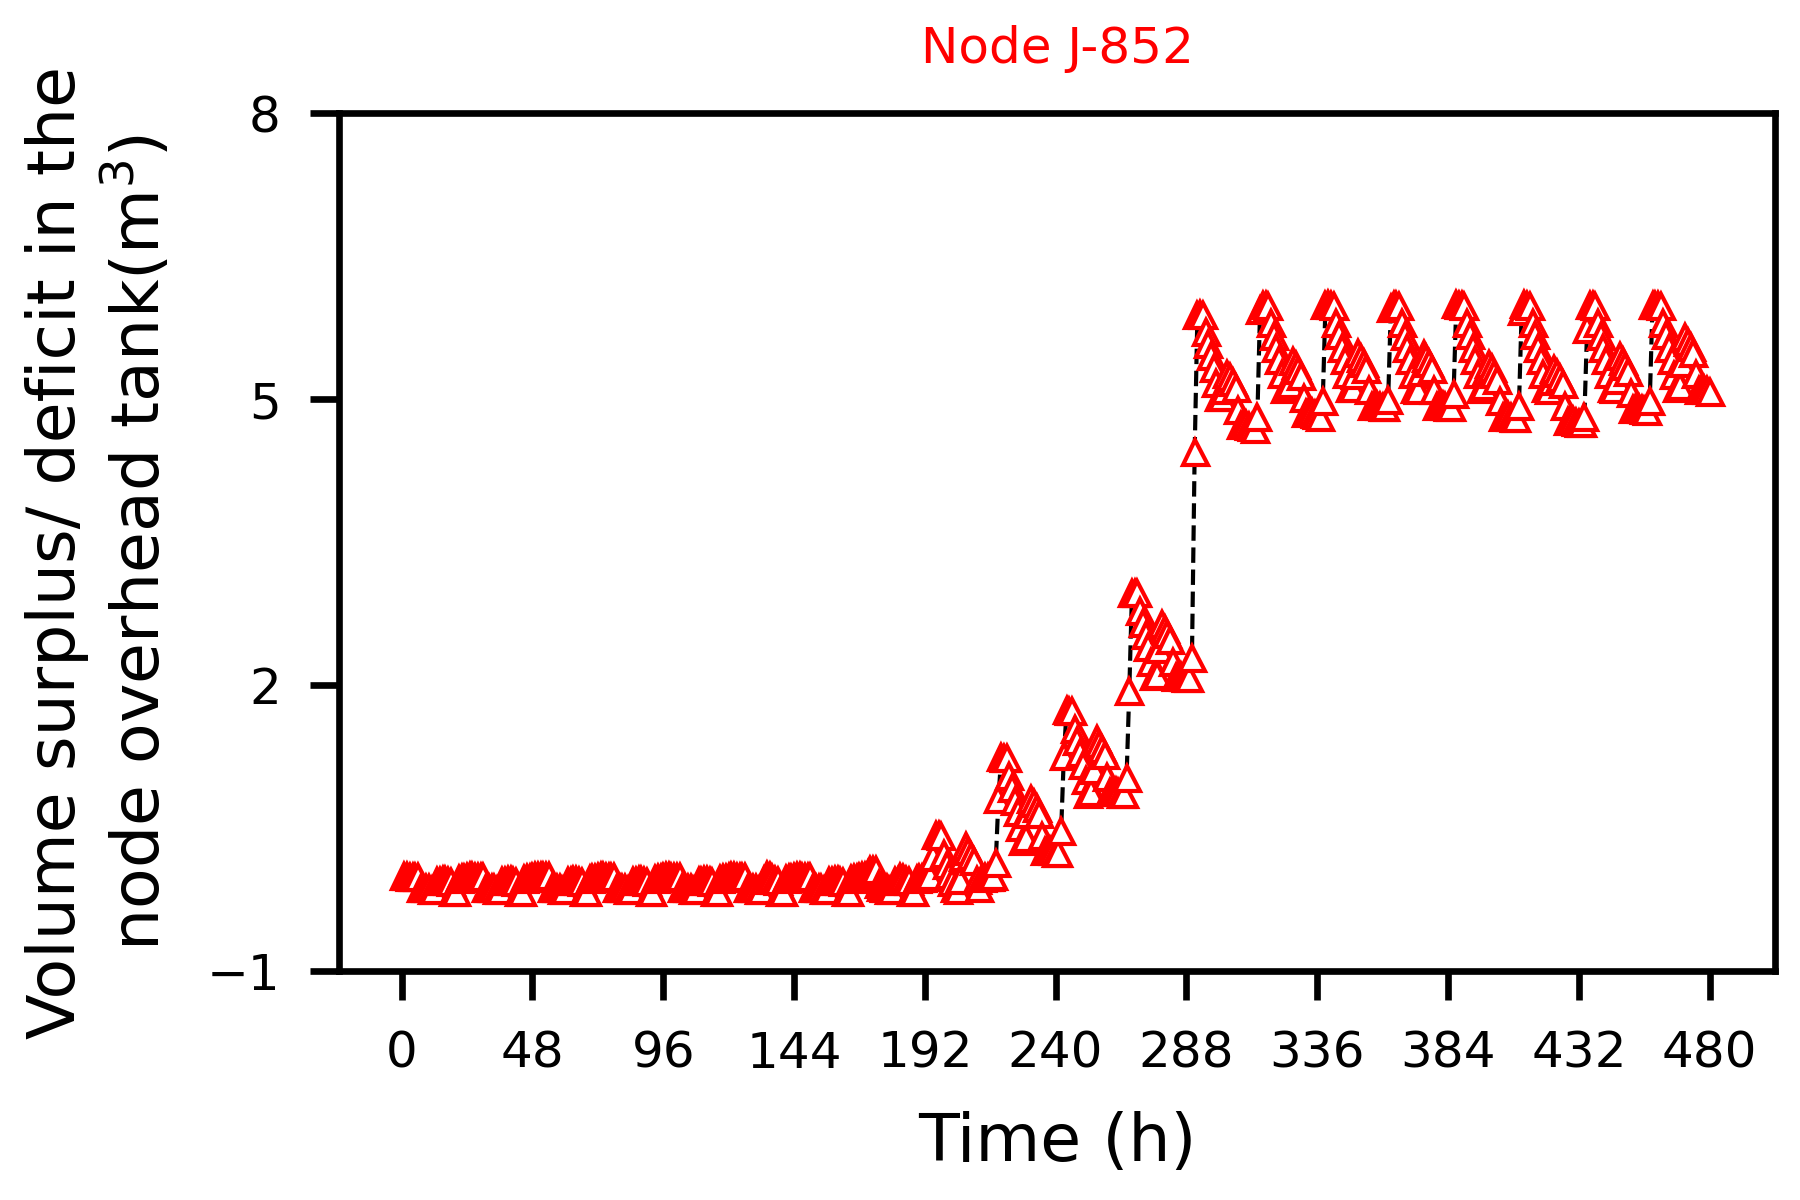 Node J-852
Volume surplus/ deficit in the
node overhead tank(m³)
8
5
2
−1
0 48 96 144 192 240 288 336 384 432 480
Time (h)